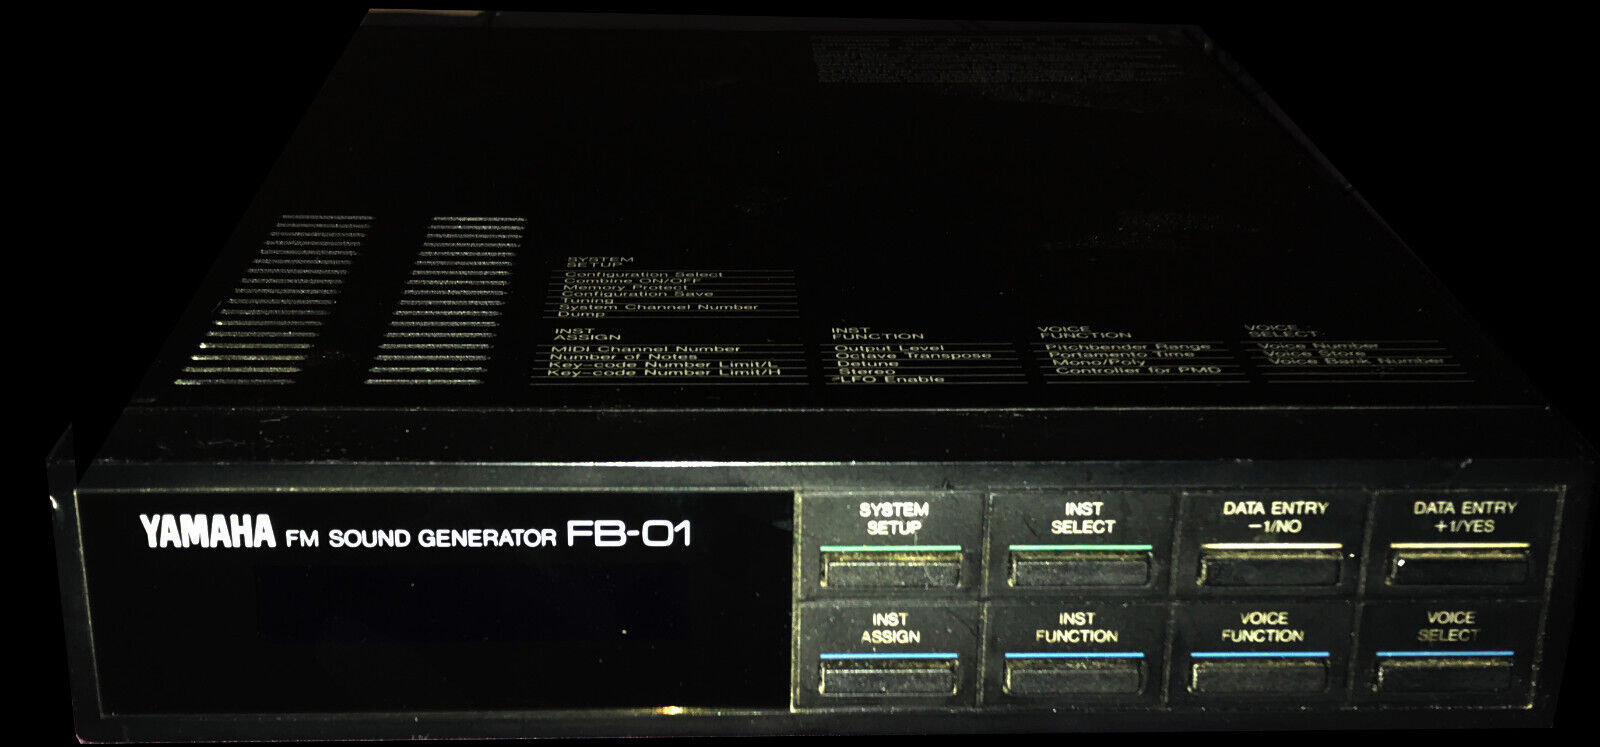 SYSTEM
SETUP
Configuration Select
Combine ON/OFF
Memory Protect
Configuration Save
Tuning
System Channel Number
Dump
INST
ASSIGN
MIDI Channel Number
Number of Notes
Key-code Number Limit/L
Key-code Number Limit/H
INST
FUNCTION
Output Level
Octave Transpose
Detune
Stereo
LFO Enable
VOICE
FUNCTION
Pitchbender Range
Portamento Time
Mono/Poly
Controller for PMD
VOICE
SELECT
Voice Number
Voice Store
Voice Bank Number
YAMAHA FM SOUND GENERATOR FB-01
SYSTEM
SETUP
INST
SELECT
DATA ENTRY
-1/NO
DATA ENTRY
+1/YES
INST
ASSIGN
INST
FUNCTION
VOICE
FUNCTION
VOICE
SELECT